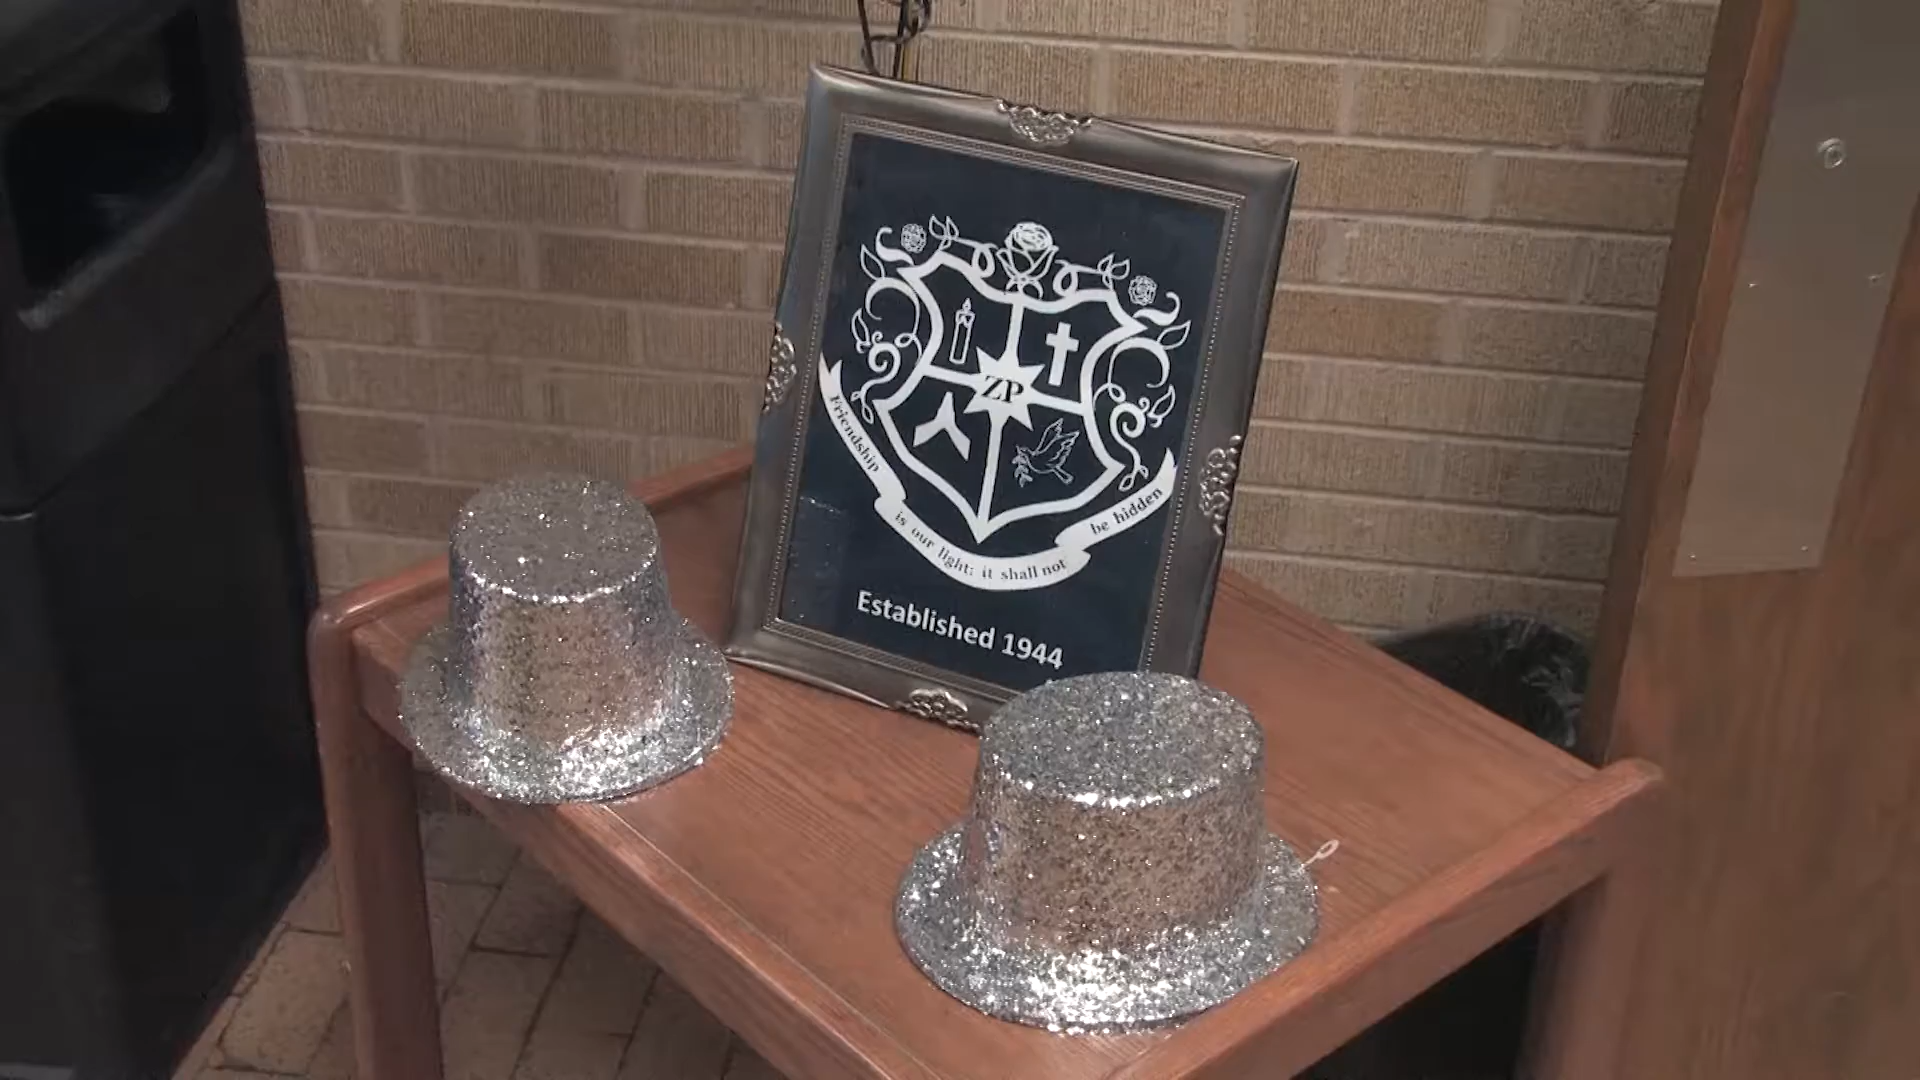 ZP
Friendship is our light; it shall not be hidden
Established 1944